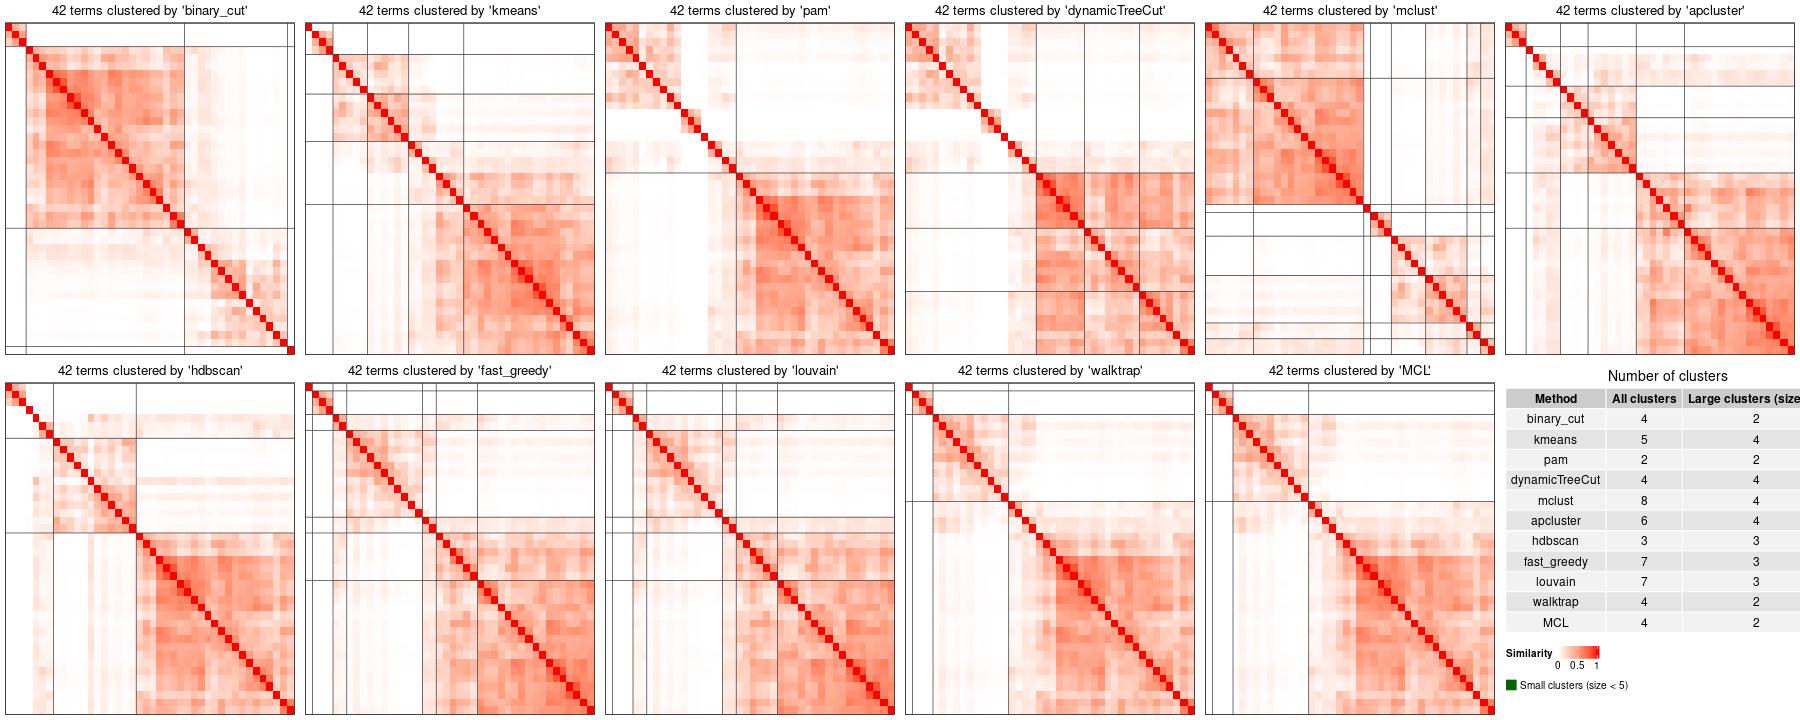 42 terms clustered by 'binary_cut'
42 terms clustered by 'kmeans'
42 terms clustered by 'pam'
42 terms clustered by 'dynamicTreeCut'
42 terms clustered by 'mclust'
42 terms clustered by 'apcluster'
42 terms clustered by 'hdbscan'
42 terms clustered by 'fast_greedy'
42 terms clustered by 'louvain'
42 terms clustered by 'walktrap'
42 terms clustered by 'MCL'
Number of clusters
Method All clusters Large clusters (size
binary_cut 4 2
kmeans 5 4
pam 2 2
dynamicTreeCut 4 4
mclust 8 4
apcluster 6 4
hdbscan 3 3
fast_greedy 7 3
louvain 7 3
walktrap 4 2
MCL 4 2
Similarity
0 0.5 1
Small clusters (size < 5)